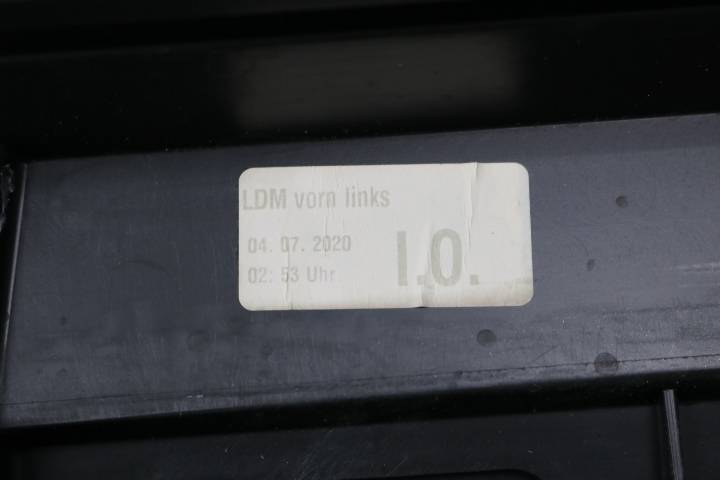 LDM vorn links
04. 07. 2020
02: 53 Uhr
I.O.